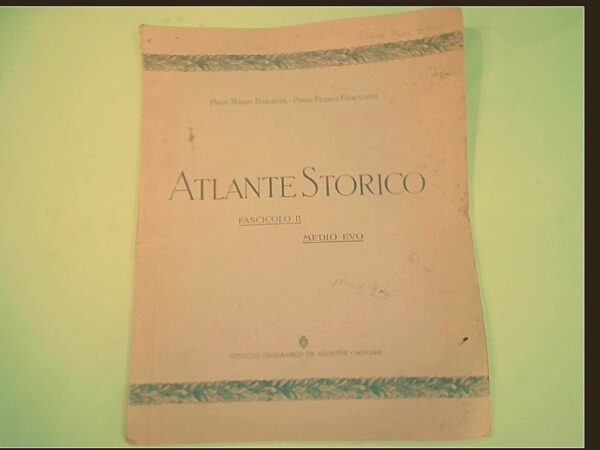 PROF. MARIO BARATTA - PROF. PLINIO FRACCARO
ATLANTE STORICO
FASCICOLO II
MEDIO EVO
ISTITUTO GEOGRAFICO DE AGOSTINI - NOVARA